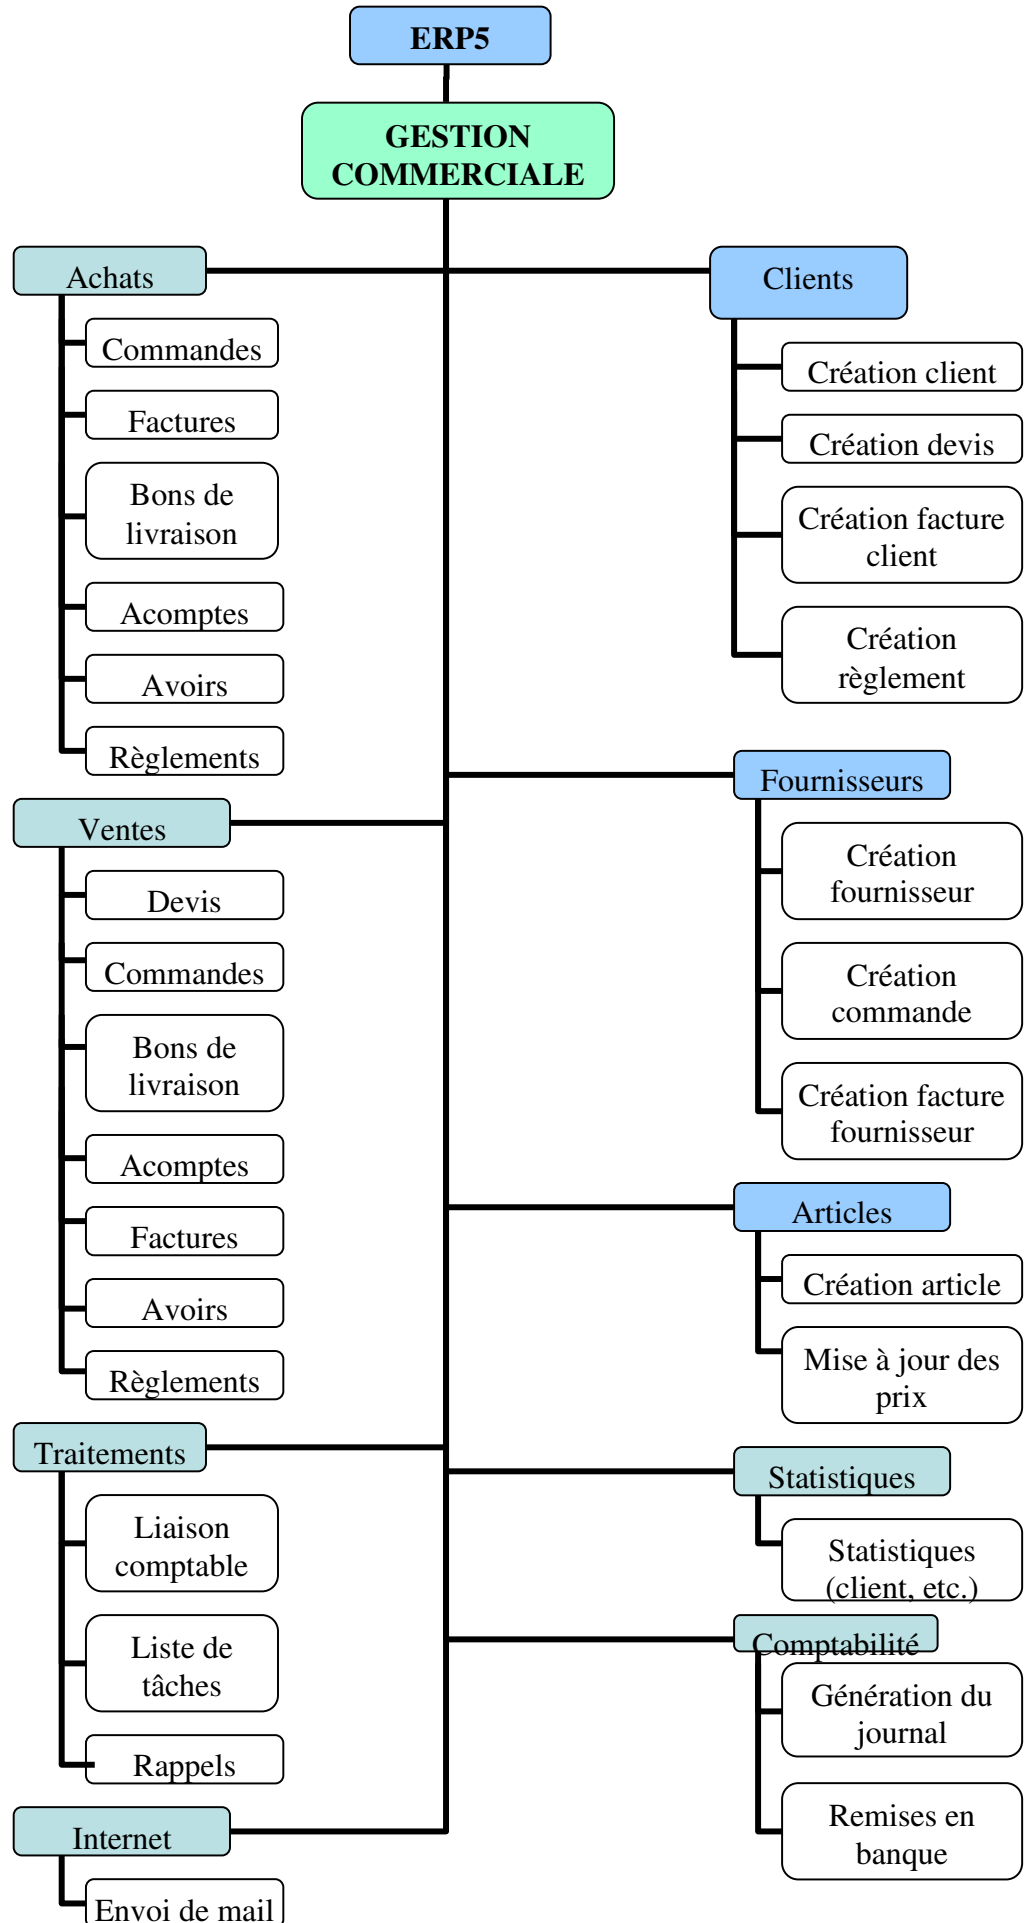 ERP5
GESTION
COMMERCIALE
Achats
Commandes
Factures
Bons de
livraison
Acomptes
Avoirs
Règlements
Ventes
Devis
Commandes
Bons de
livraison
Acomptes
Factures
Avoirs
Règlements
Traitements
Liaison
comptable
Liste de
tâches
Rappels
Internet
Envoi de mail
Clients
Création client
Création devis
Création facture
client
Création
règlement
Fournisseurs
Création
fournisseur
Création
commande
Création facture
fournisseur
Articles
Création article
Mise à jour des
prix
Statistiques
Statistiques
(client, etc.)
Comptabilité
Génération du
journal
Remises en
banque